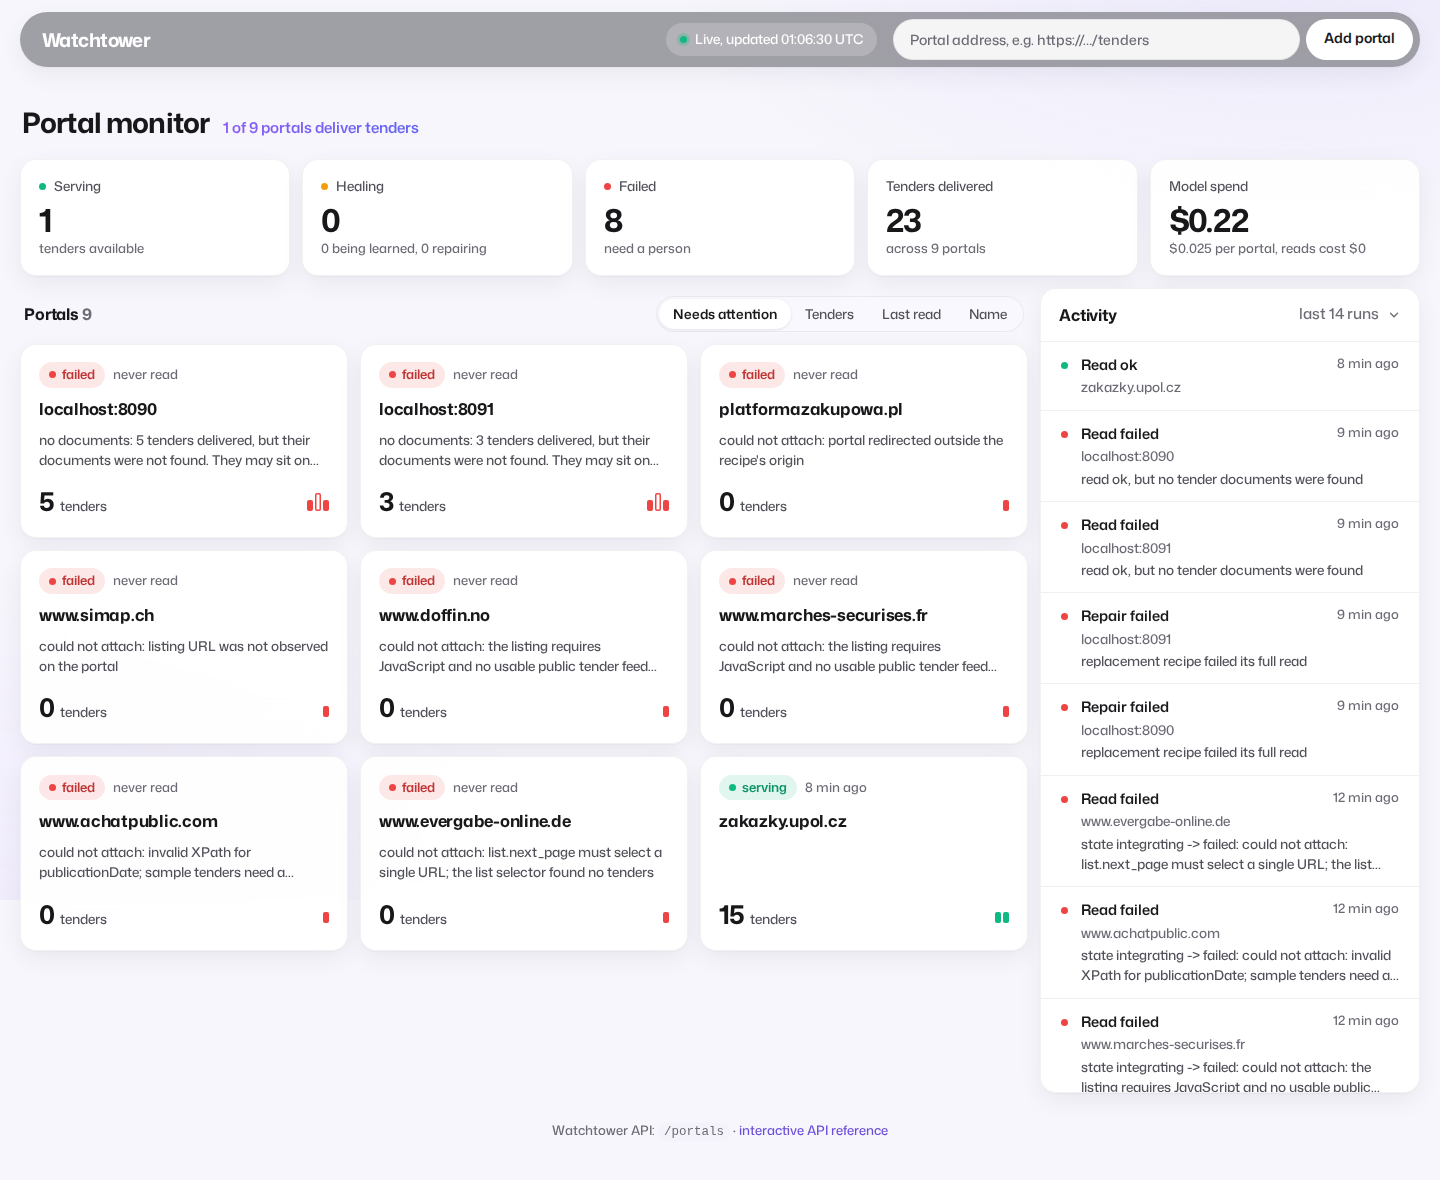 Watchtower
Live, updated 01:06:30 UTC
Portal address, e.g. https://.../tenders
Add portal
Portal monitor
1 of 9 portals deliver tenders
Serving
1
tenders available
Healing
0
0 being learned, 0 repairing
Failed
8
need a person
Tenders delivered
23
across 9 portals
Model spend
$0.22
$0.025 per portal, reads cost $0
Portals 9
Needs attention
Tenders
Last read
Name
failed never read
localhost:8090
no documents: 5 tenders delivered, but their
documents were not found. They may sit on...
5 tenders
failed never read
localhost:8091
no documents: 3 tenders delivered, but their
documents were not found. They may sit on...
3 tenders
failed never read
platformazakupowa.pl
could not attach: portal redirected outside the
recipe's origin
0 tenders
failed never read
www.simap.ch
could not attach: listing URL was not observed
on the portal
0 tenders
failed never read
www.doffin.no
could not attach: the listing requires
JavaScript and no usable public tender feed...
0 tenders
failed never read
www.marches-securises.fr
could not attach: the listing requires
JavaScript and no usable public tender feed...
0 tenders
failed never read
www.achatpublic.com
could not attach: invalid XPath for
publicationDate; sample tenders need a...
0 tenders
failed never read
www.evergabe-online.de
could not attach: list.next_page must select a
single URL; the list selector found no tenders
0 tenders
serving 8 min ago
zakazky.upol.cz
15 tenders
Activity
last 14 runs
Read ok 8 min ago
zakazky.upol.cz
Read failed 9 min ago
localhost:8090
read ok, but no tender documents were found
Read failed 9 min ago
localhost:8091
read ok, but no tender documents were found
Repair failed 9 min ago
localhost:8091
replacement recipe failed its full read
Repair failed 9 min ago
localhost:8090
replacement recipe failed its full read
Read failed 12 min ago
www.evergabe-online.de
state integrating -> failed: could not attach:
list.next_page must select a single URL; the list...
Read failed 12 min ago
www.achatpublic.com
state integrating -> failed: could not attach: invalid
XPath for publicationDate; sample tenders need a...
Read failed 12 min ago
www.marches-securises.fr
state integrating -> failed: could not attach: the
listing requires JavaScript and no usable public...
Watchtower API: /portals · interactive API reference